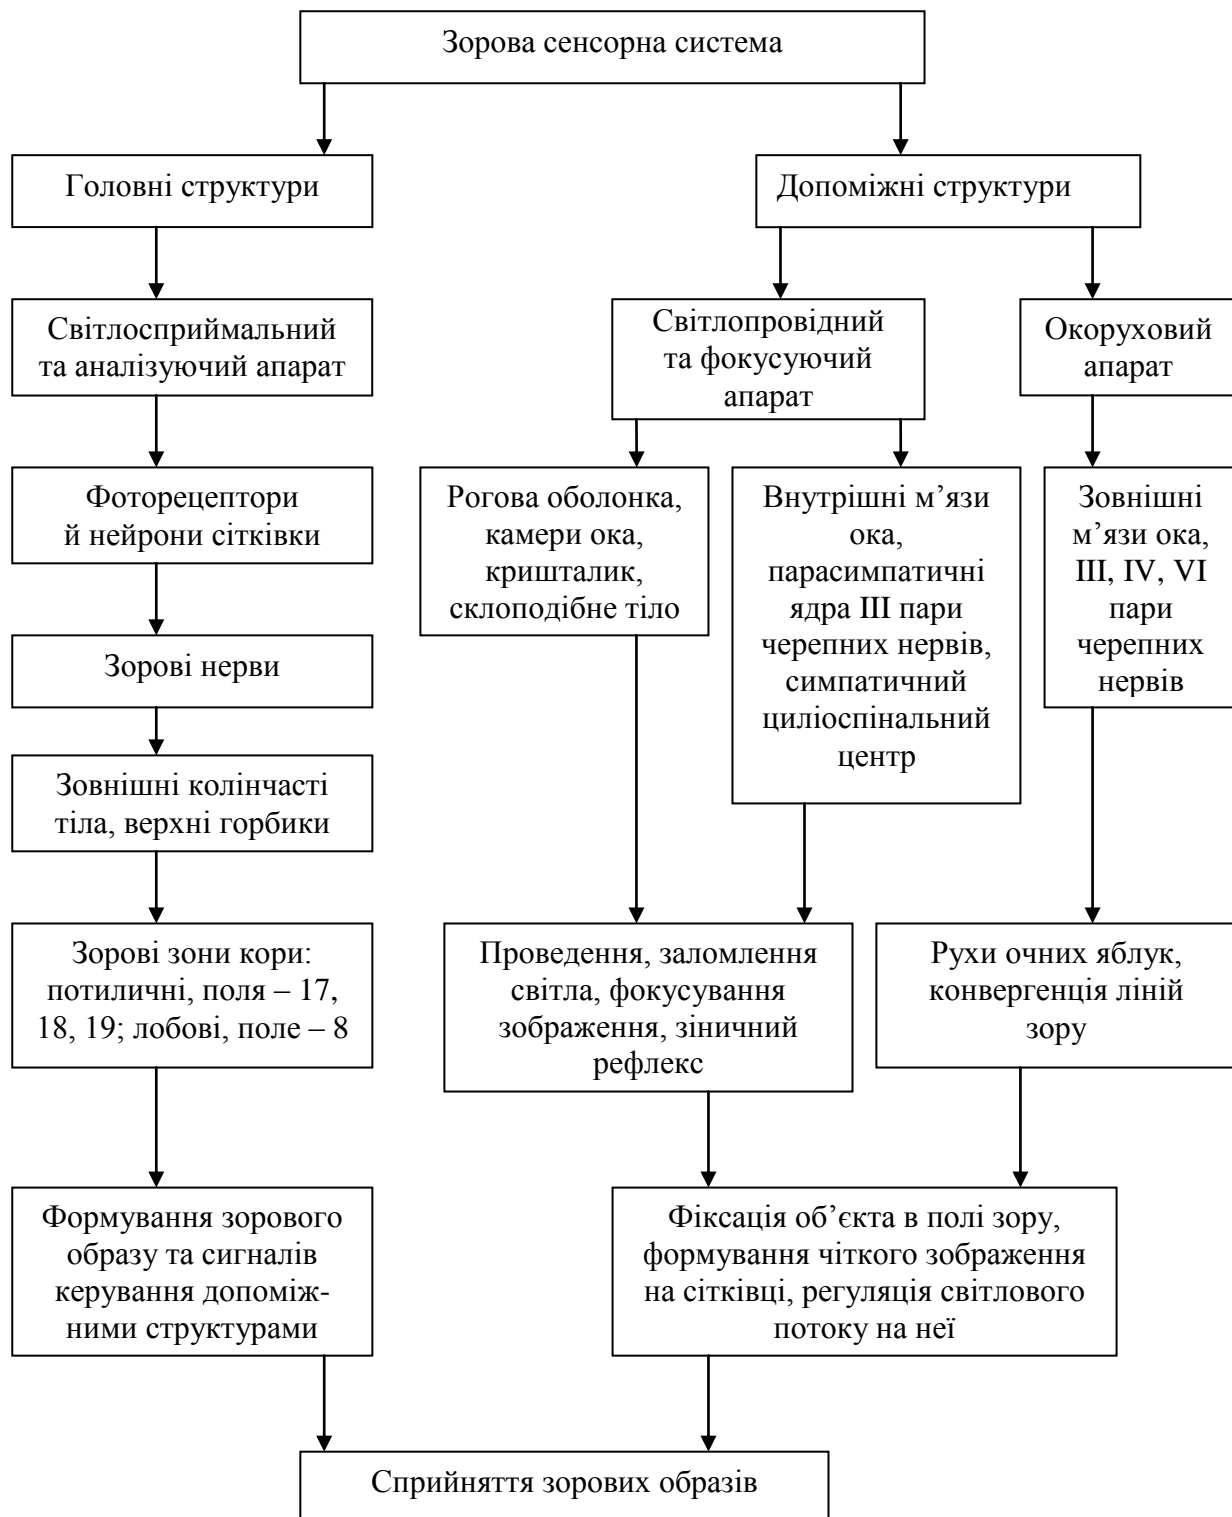 Зорова сенсорна система
Головні структури
Допоміжні структури
Світлосприймальний
та аналізуючий апарат
Світлопровідний
та фокусуючий
апарат
Окоруховий
апарат
Фоторецептори
й нейрони сітківки
Рогова оболонка,
камери ока,
кришталик,
склоподібне тіло
Внутрішні м’язи
ока,
парасимпатичні
ядра III пари
черепних нервів,
симпатичний
циліоспінальний
центр
Зовнішні
м’язи ока,
III, IV, VI
пари
черепних
нервів
Зорові нерви
Зовнішні колінчасті
тіла, верхні горбики
Зорові зони кори:
потиличні, поля – 17,
18, 19; лобові, поле – 8
Проведення, заломлення
світла, фокусування
зображення, зіничний
рефлекс
Рухи очних яблук,
конвергенція ліній
зору
Формування зорового
образу та сигналів
керування допоміж-
ними структурами
Фіксація об’єкта в полі зору,
формування чіткого зображення
на сітківці, регуляція світлового
потоку на неї
Сприйняття зорових образів